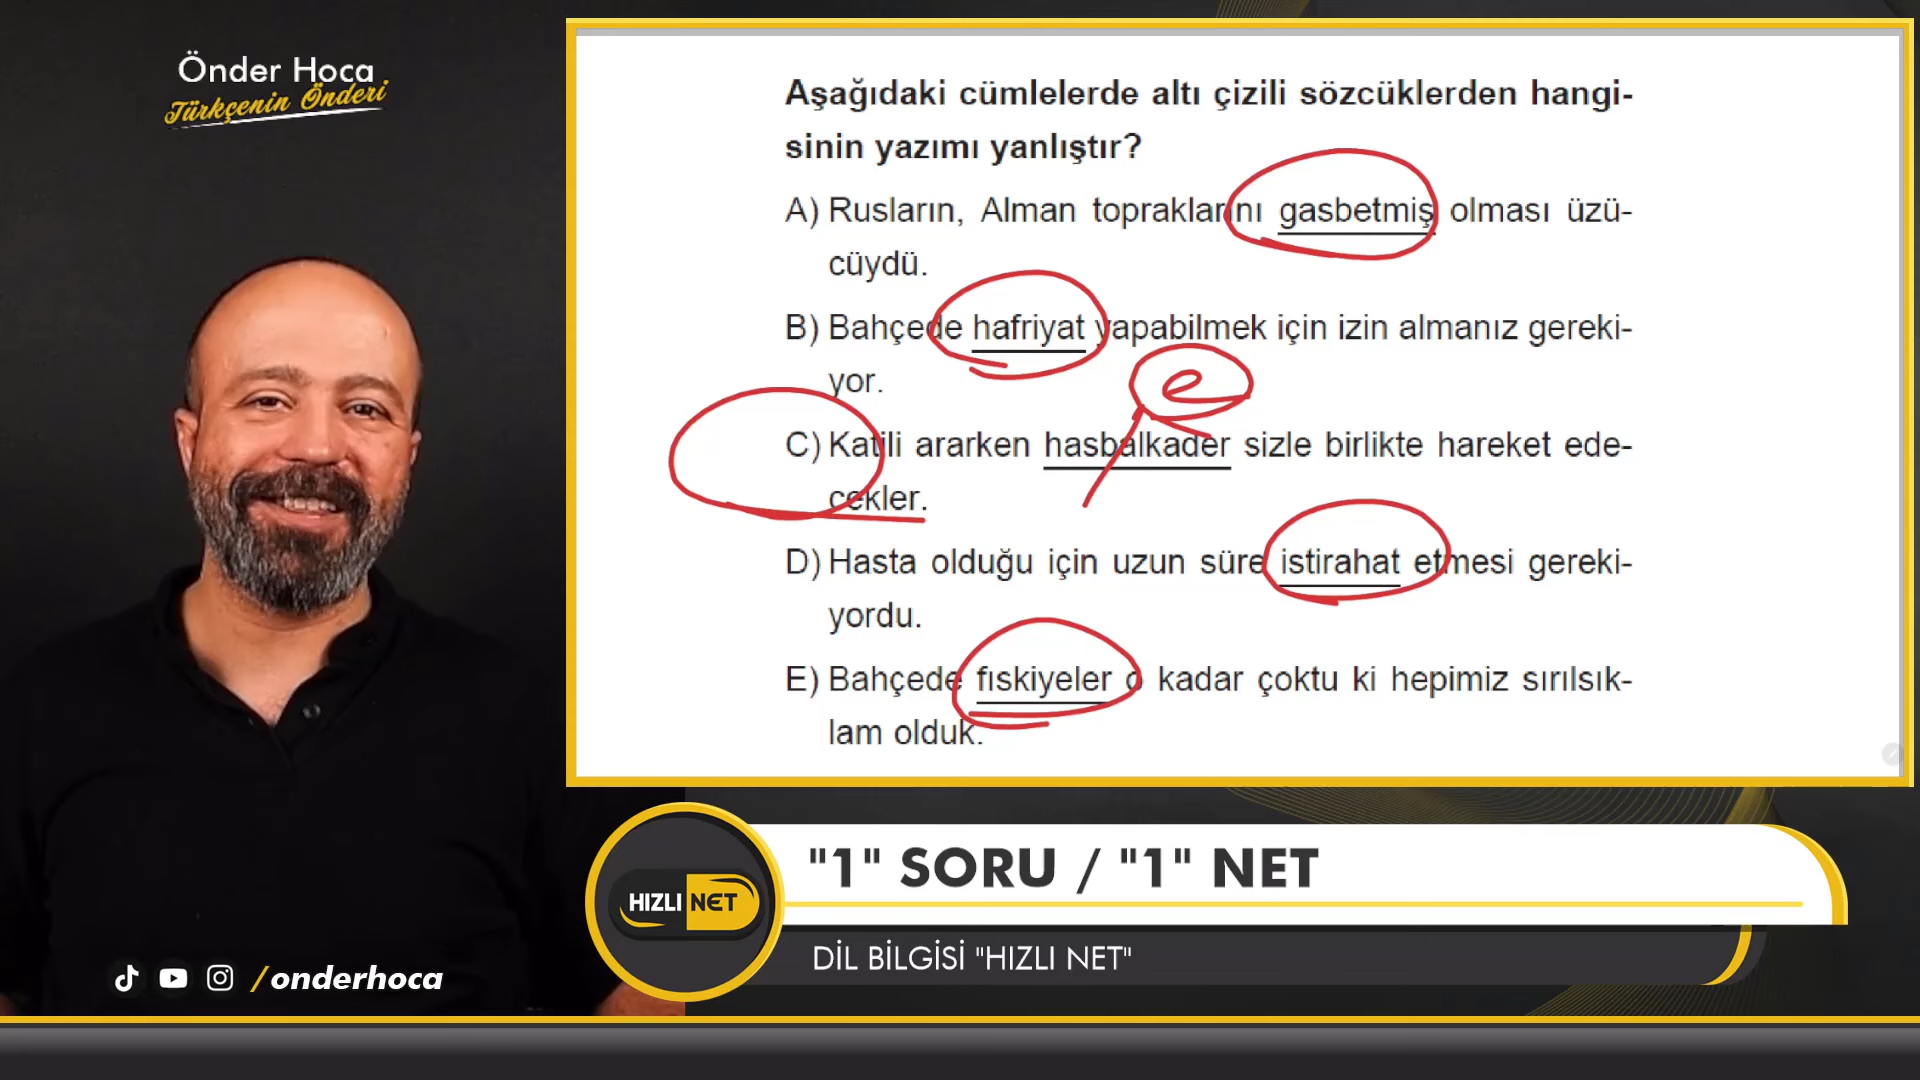 Önder Hoca
Türkçenin Önderi
Aşağıdaki cümlelerde altı çizili sözcüklerden hangi-
sinin yazımı yanlıştır?
A) Rusların, Alman topraklarını gasbetmiş olması üzü-
cüydü.
B) Bahçede hafriyat yapabilmek için izin almanız gereki-
yor.
e
C) Katili ararken hasbalkader sizle birlikte hareket ede-
cekler.
D) Hasta olduğu için uzun süre istirahat etmesi gereki-
yordu.
E) Bahçede fıskiyeler o kadar çoktu ki hepimiz sırılsık-
lam olduk.
"1" SORU / "1" NET
HIZLI NET
DİL BİLGİSİ "HIZLI NET"
/onderhoca